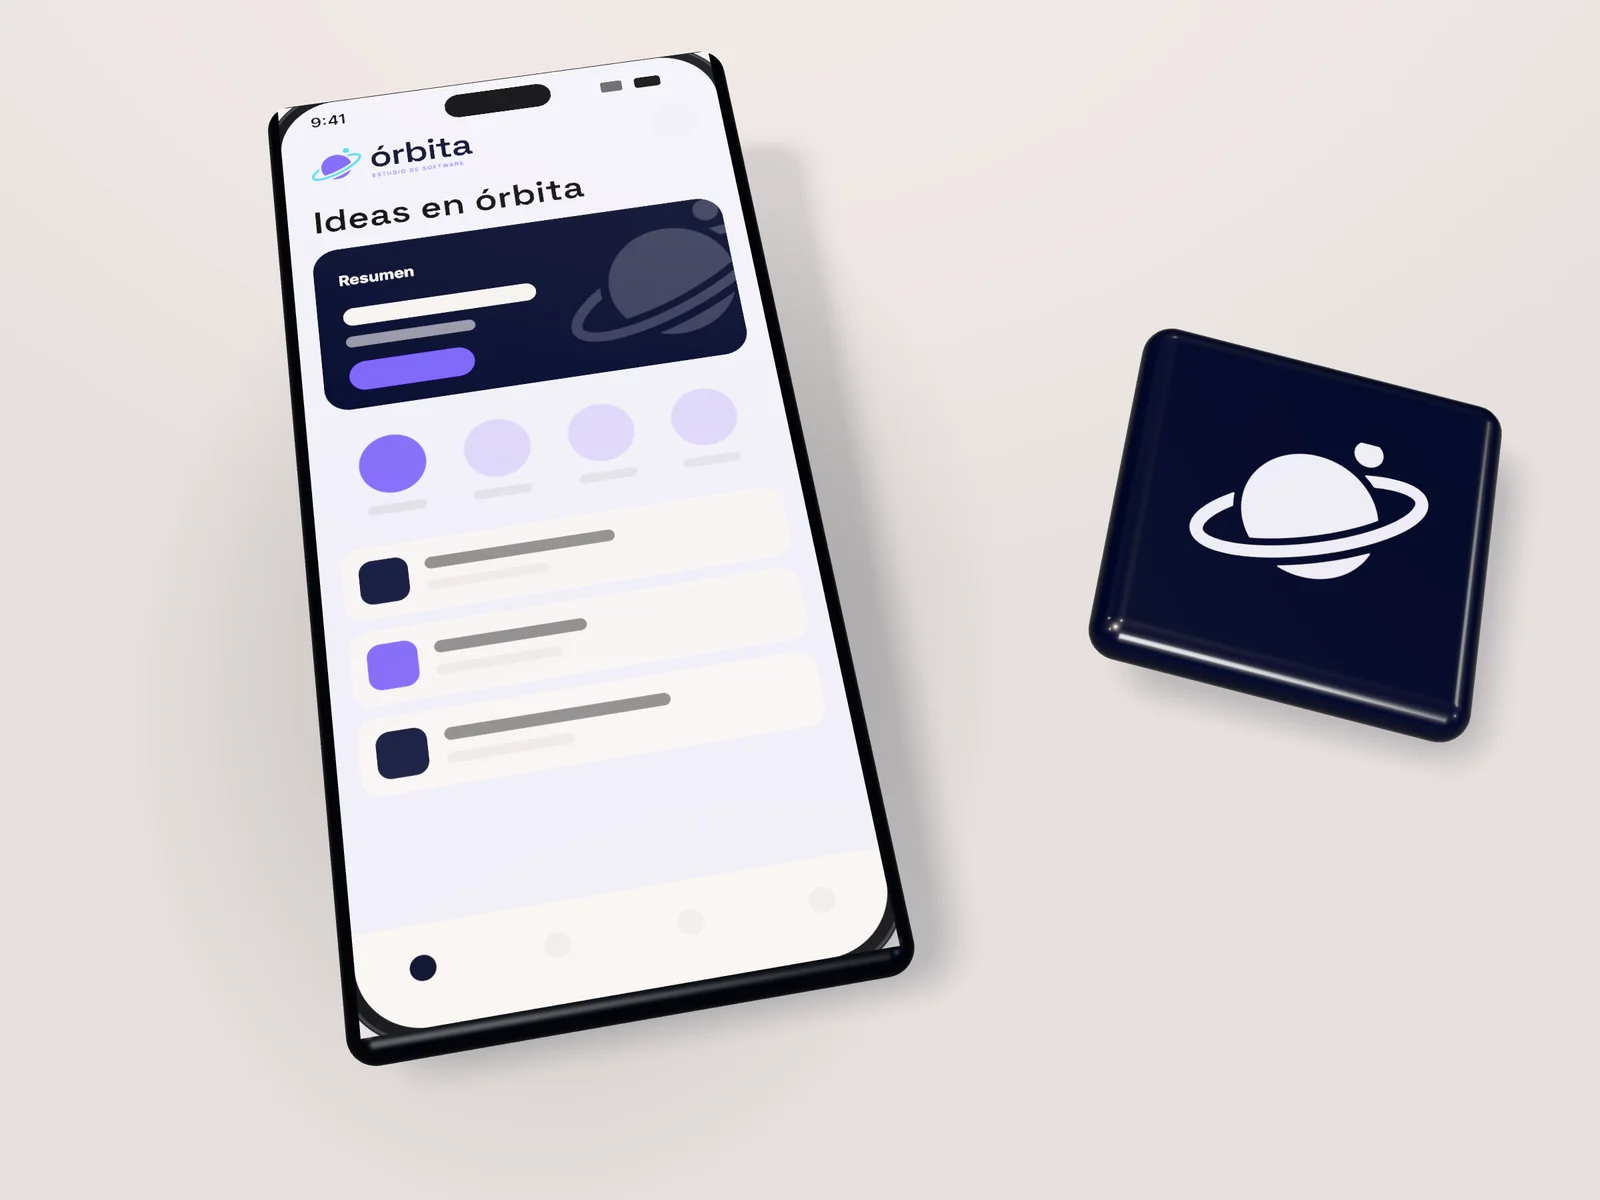 9:41
órbita
ESTUDIO DE SOFTWARE
Ideas en órbita
Resumen